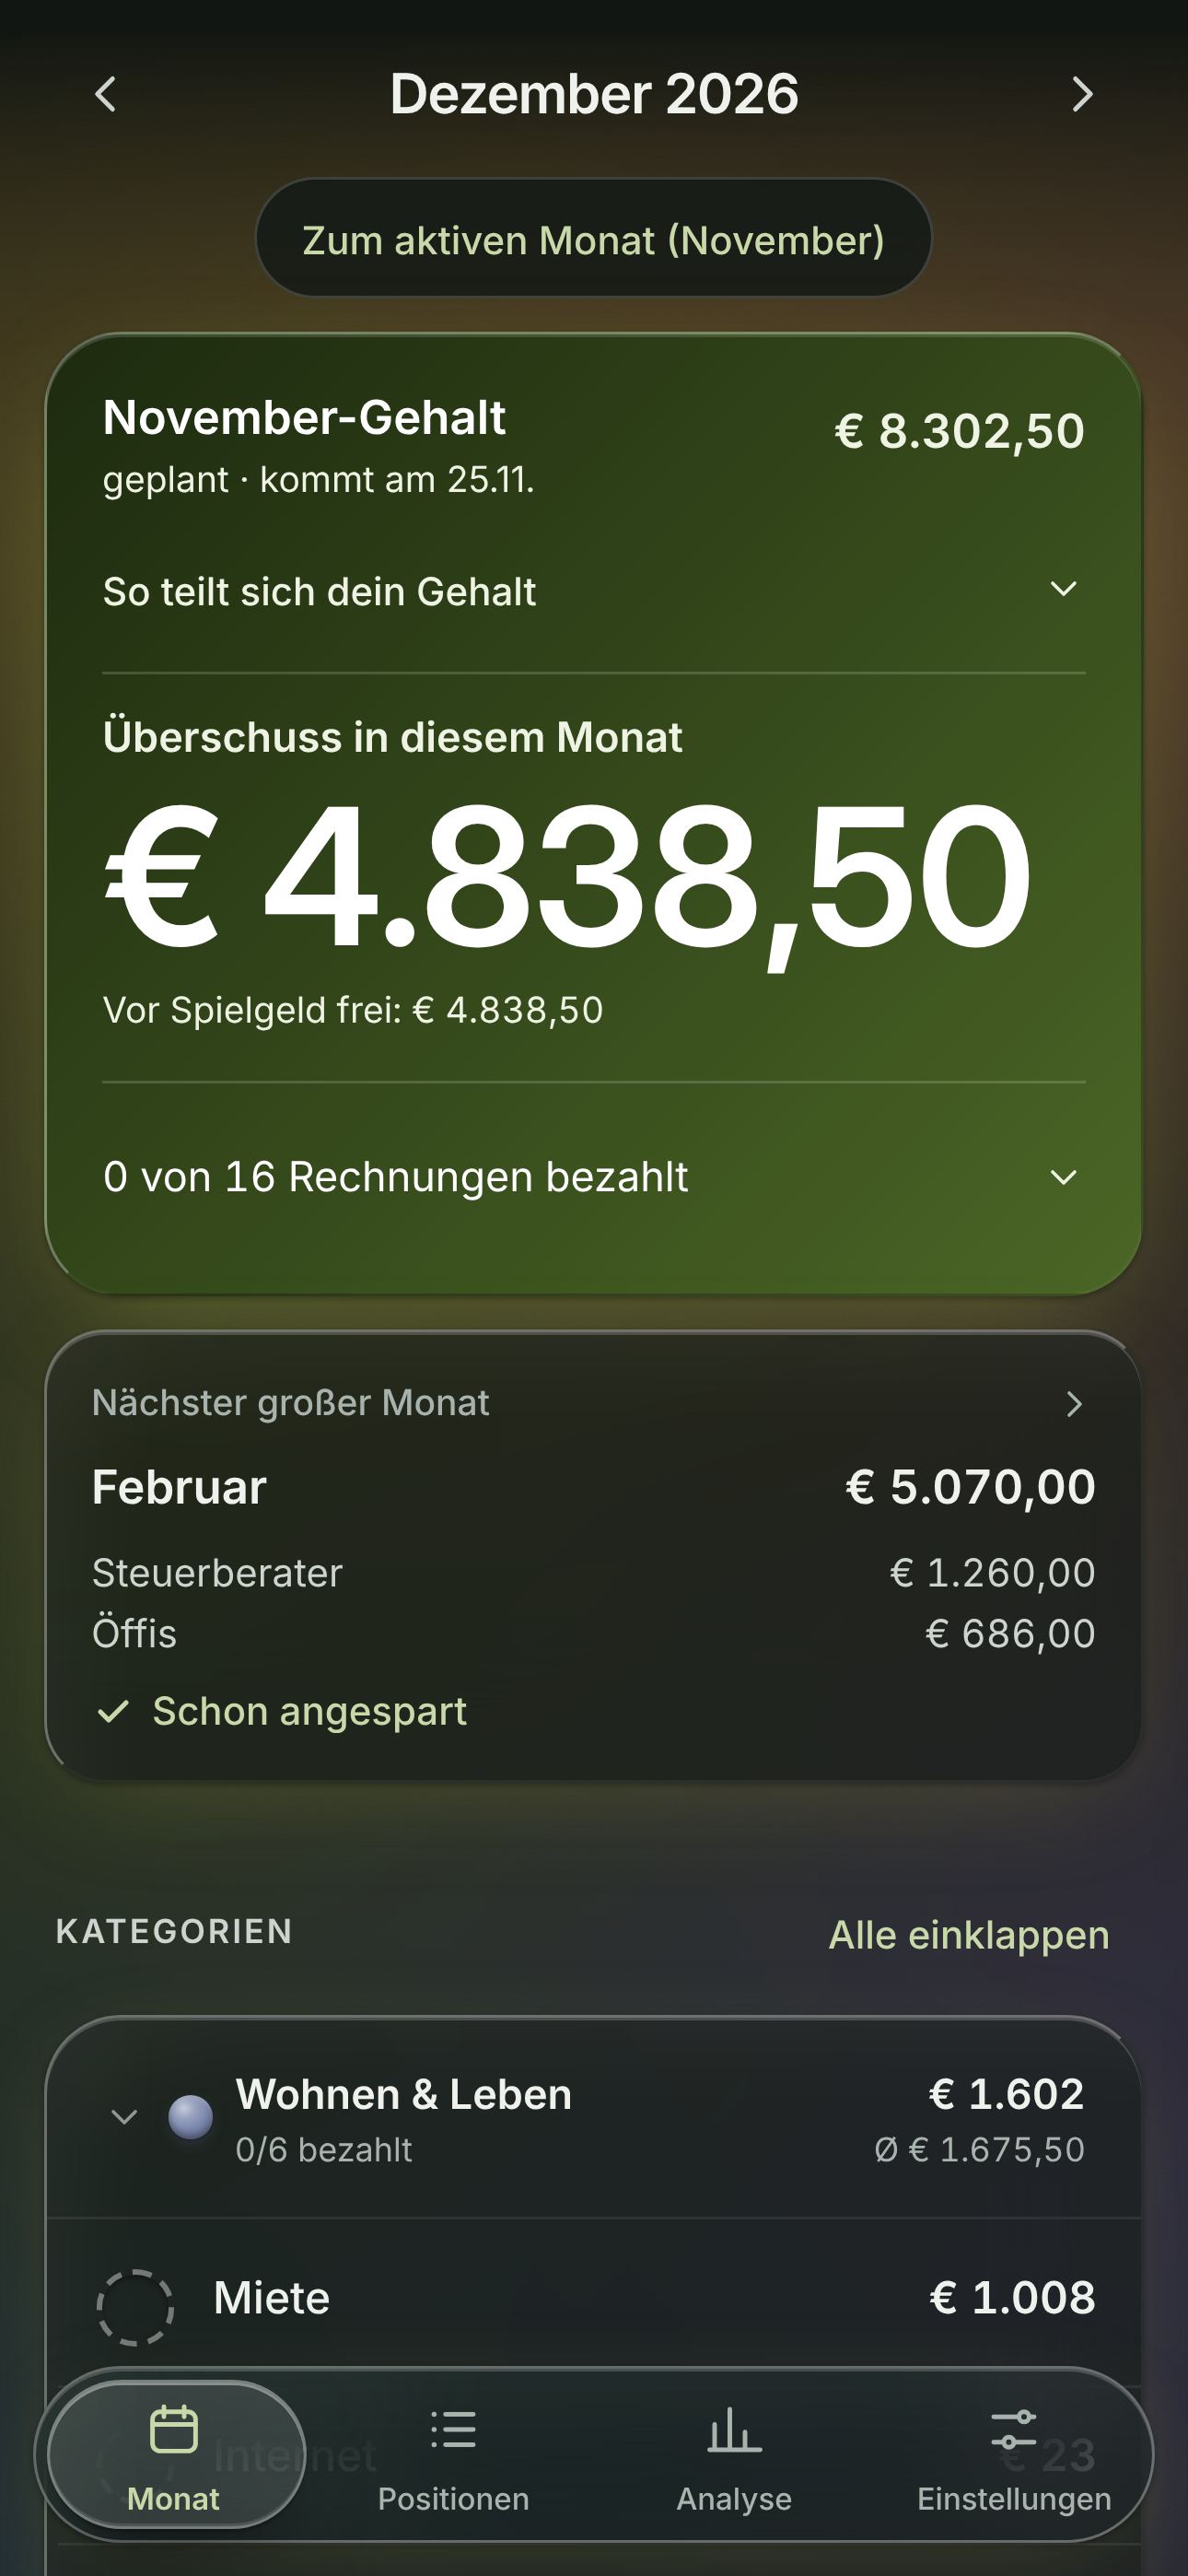 Dezember 2026
Zum aktiven Monat (November)
November-Gehalt
€ 8.302,50
geplant · kommt am 25.11.
So teilt sich dein Gehalt
Überschuss in diesem Monat
€ 4.838,50
Vor Spielgeld frei: € 4.838,50
0 von 16 Rechnungen bezahlt
Nächster großer Monat
Februar € 5.070,00
Steuerberater € 1.260,00
Öffis € 686,00
Schon angespart
KATEGORIEN Alle einklappen
Wohnen & Leben € 1.602
0/6 bezahlt Ø € 1.675,50
Miete € 1.008
Internet € 23
Monat Positionen Analyse Einstellungen